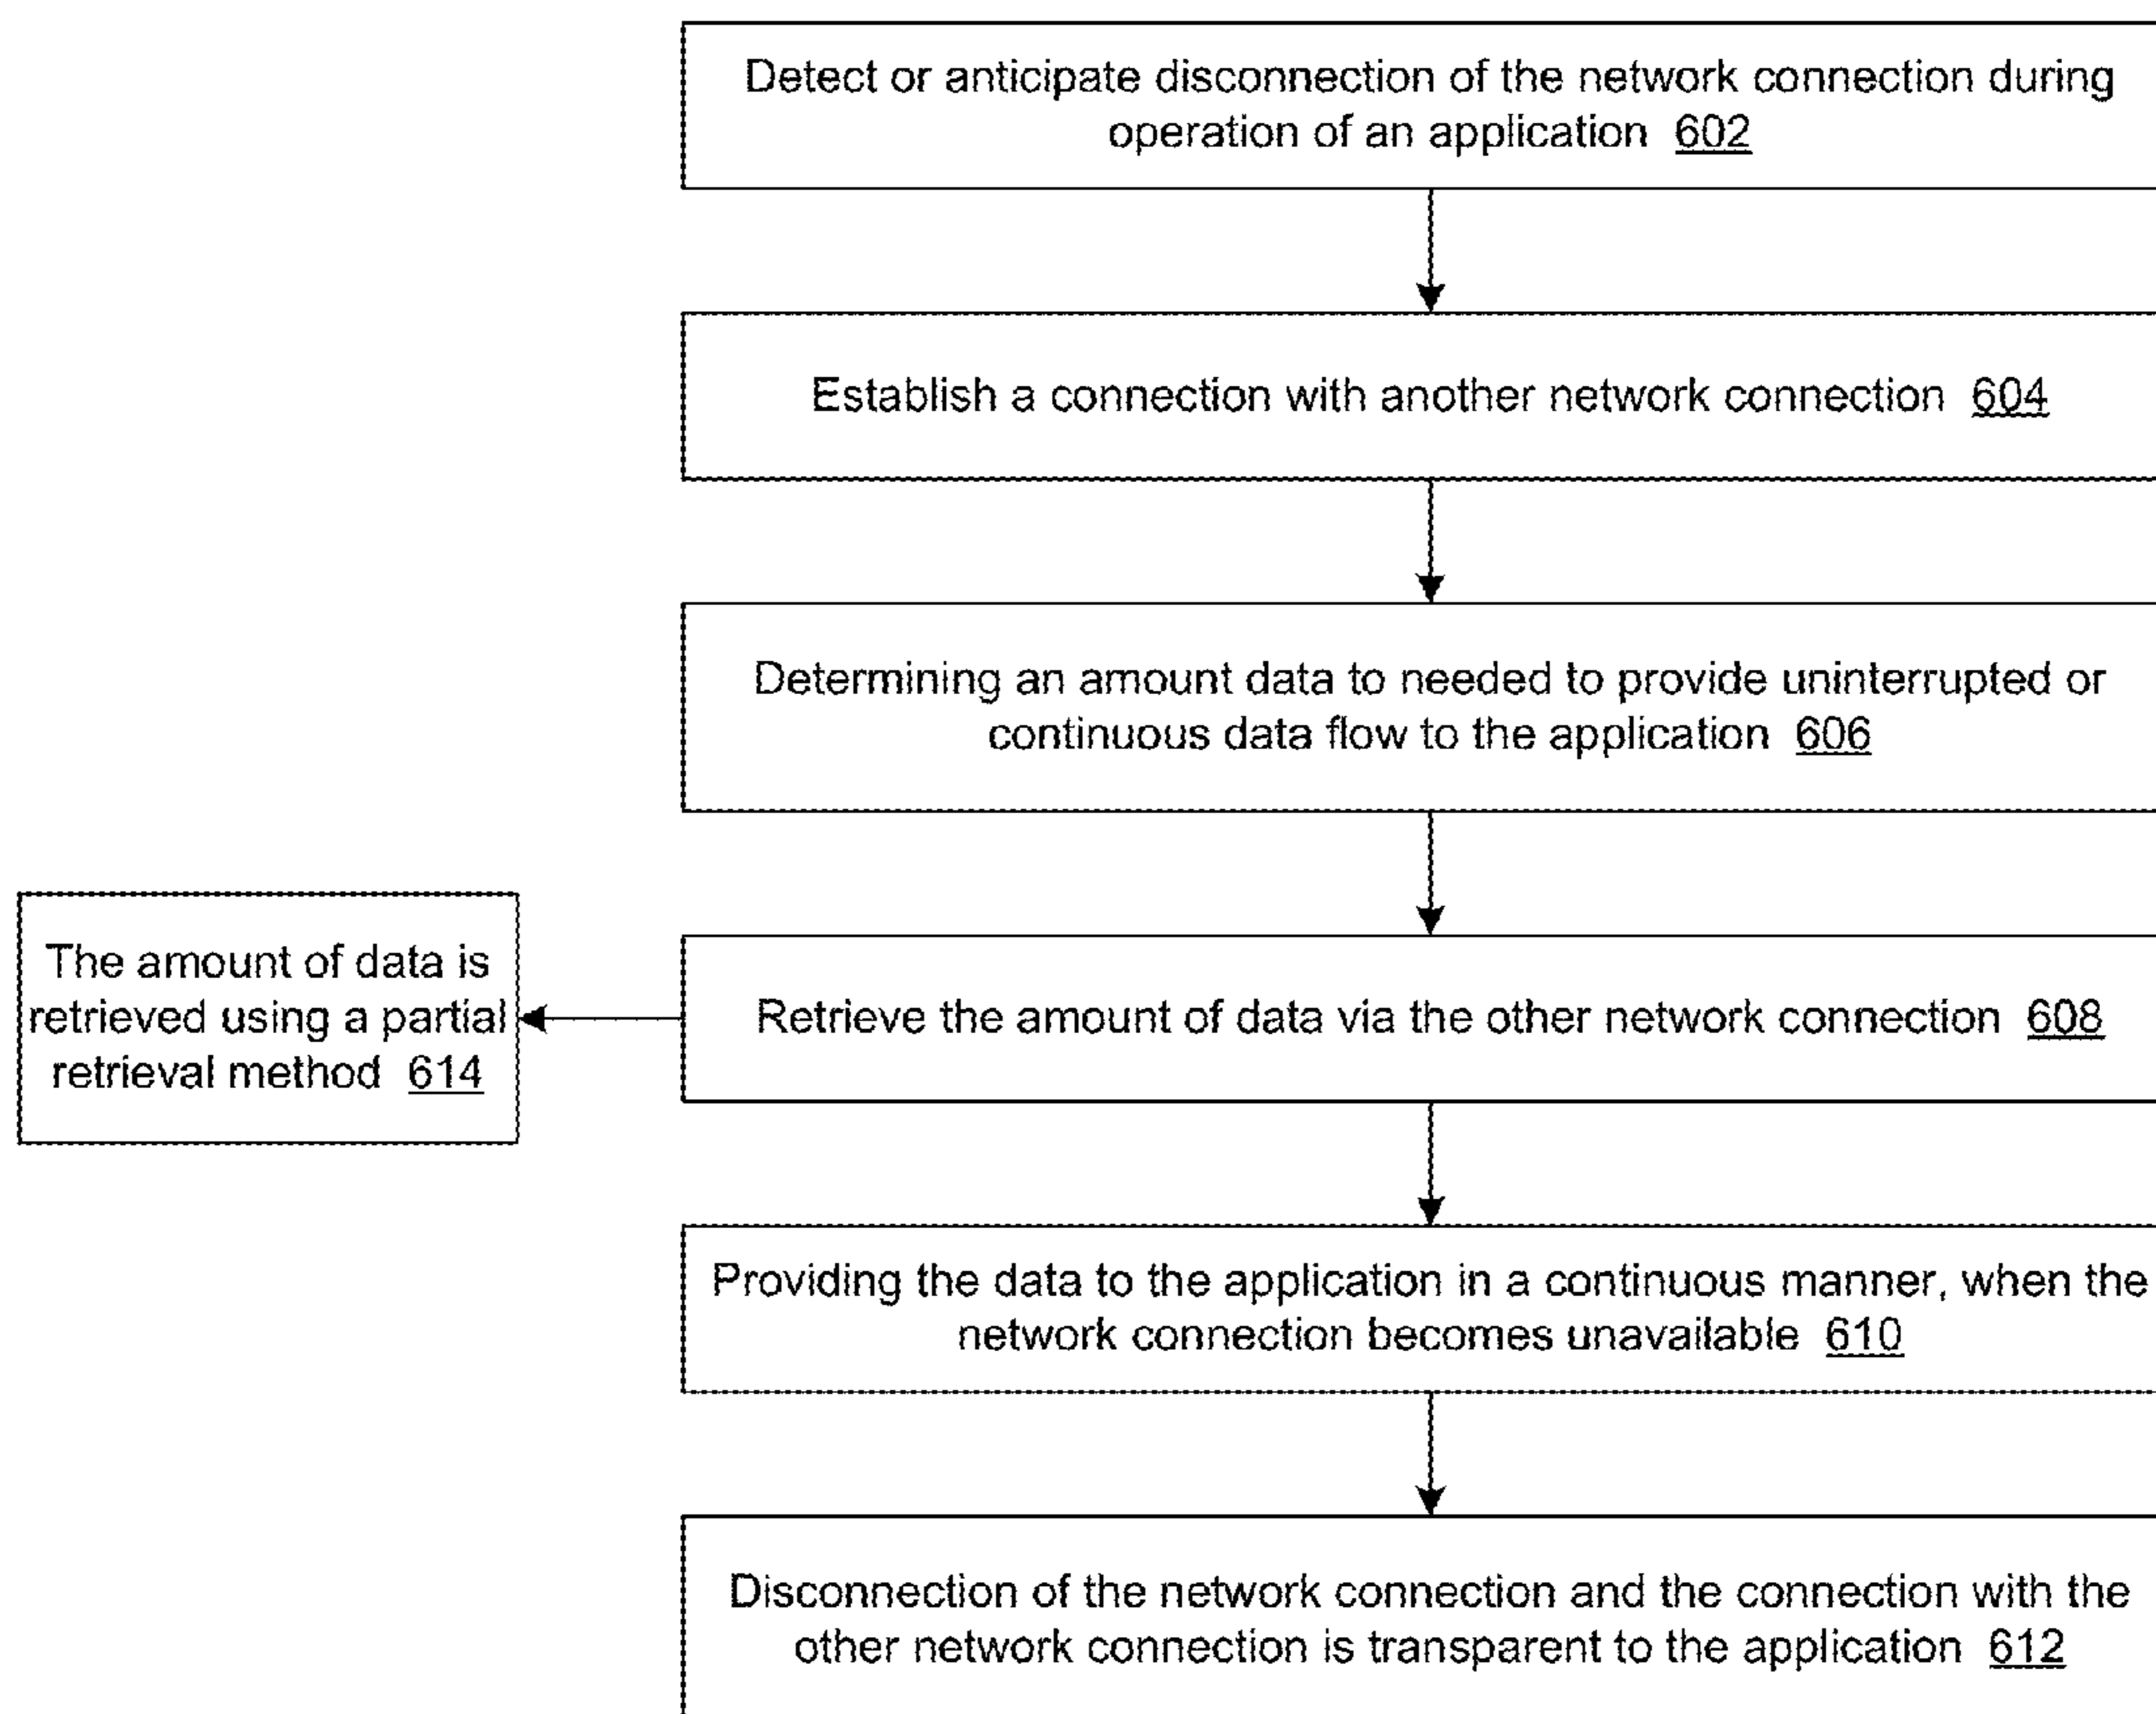 Detect or anticipate disconnection of the network connection during
operation of an application 602
Establish a connection with another network connection 604
Determining an amount data to needed to provide uninterrupted or
continuous data flow to the application 606
The amount of data is
retrieved using a partial
retrieval method 614
Retrieve the amount of data via the other network connection 608
Providing the data to the application in a continuous manner, when the
network connection becomes unavailable 610
Disconnection of the network connection and the connection with the
other network connection is transparent to the application 612